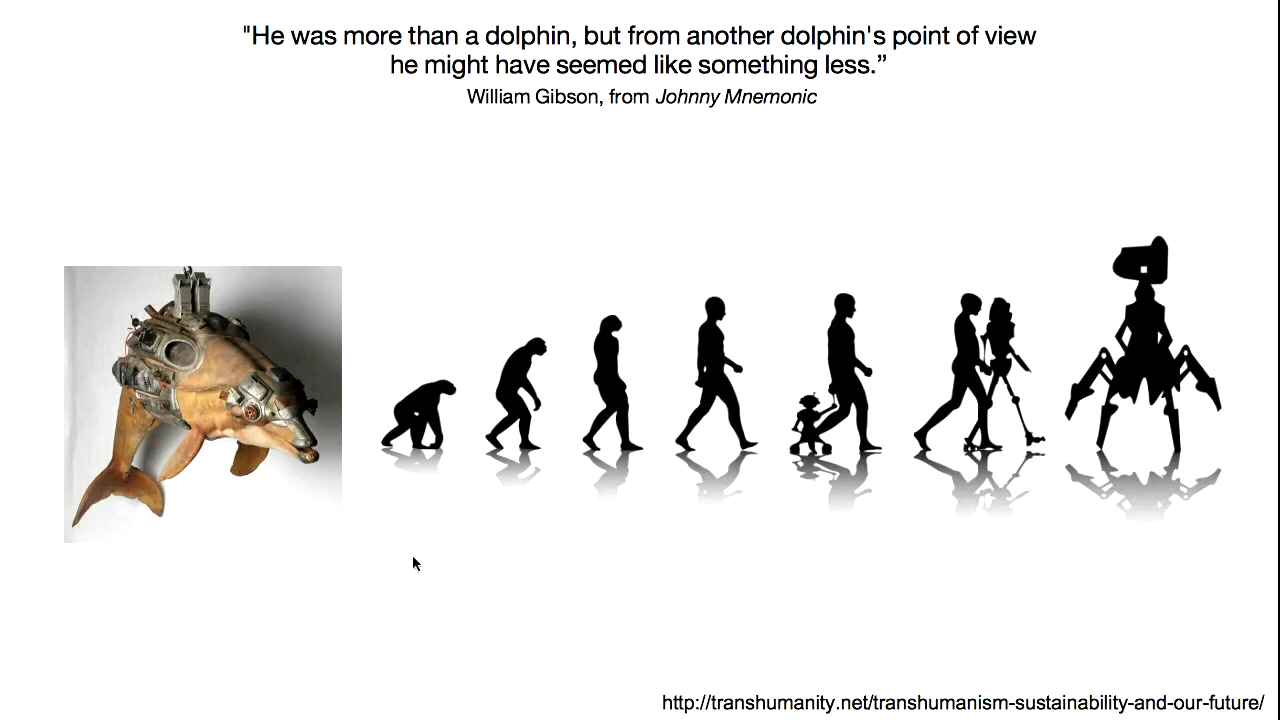 "He was more than a dolphin, but from another dolphin's point of view
he might have seemed like something less.”
William Gibson, from Johnny Mnemonic
http://transhumanity.net/transhumanism-sustainability-and-our-future/